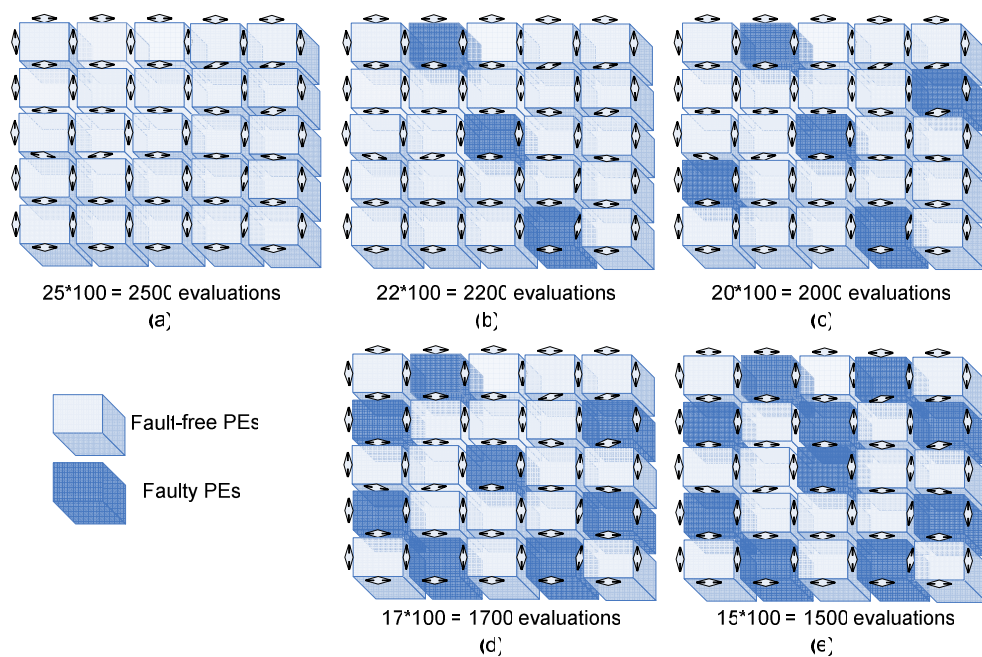 25*100 = 2500 evaluations
(a)
22*100 = 2200 evaluations
(b)
20*100 = 2000 evaluations
(c)
Fault-free PEs
Faulty PEs
17*100 = 1700 evaluations
(d)
15*100 = 1500 evaluations
(e)